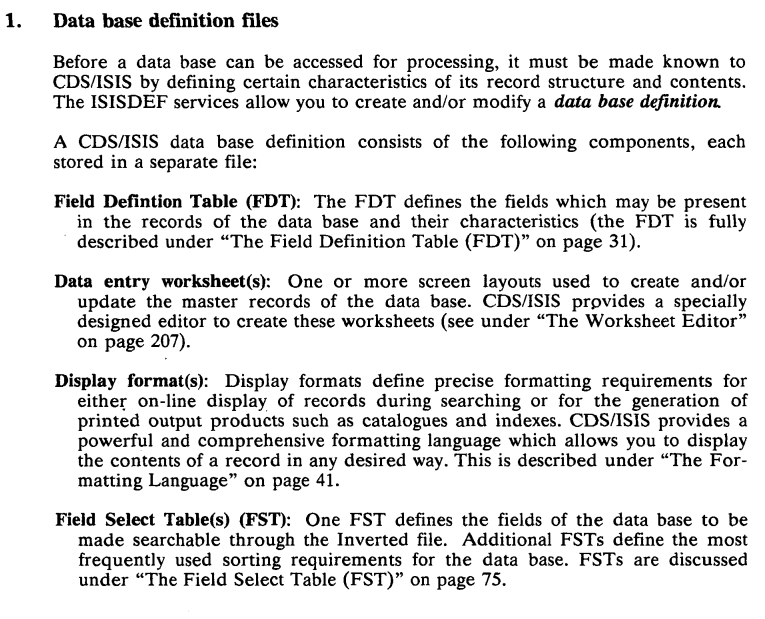 1. Data base definition files
Before a data base can be accessed for processing, it must be made known to
CDS/ISIS by defining certain characteristics of its record structure and contents.
The ISISDEF services allow you to create and/or modify a data base definition.
A CDS/ISIS data base definition consists of the following components, each
stored in a separate file:
Field Defintion Table (FDT): The FDT defines the fields which may be present
in the records of the data base and their characteristics (the FDT is fully
described under “The Field Definition Table (FDT)” on page 31).
Data entry worksheet(s): One or more screen layouts used to create and/or
update the master records of the data base. CDS/ISIS provides a specially
designed editor to create these worksheets (see under “The Worksheet Editor”
on page 207).
Display format(s): Display formats define precise formatting requirements for
either on-line display of records during searching or for the generation of
printed output products such as catalogues and indexes. CDS/ISIS provides a
powerful and comprehensive formatting language which allows you to display
the contents of a record in any desired way. This is described under “The For-
matting Language” on page 41.
Field Select Table(s) (FST): One FST defines the fields of the data base to be
made searchable through the Inverted file. Additional FSTs define the most
frequently used sorting requirements for the data base. FSTs are discussed
under “The Field Select Table (FST)” on page 75.